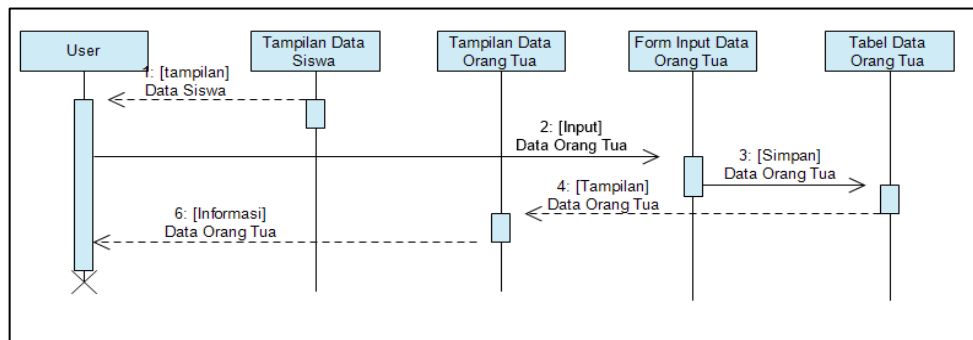 User
Tampilan Data
Siswa
Tampilan Data
Orang Tua
Form Input Data
Orang Tua
Tabel Data
Orang Tua
1: [tampilan]
Data Siswa
2: [Input]
Data Orang Tua
3: [Simpan]
Data Orang Tua
4: [Tampilan]
Data Orang Tua
6: [Informasi]
Data Orang Tua